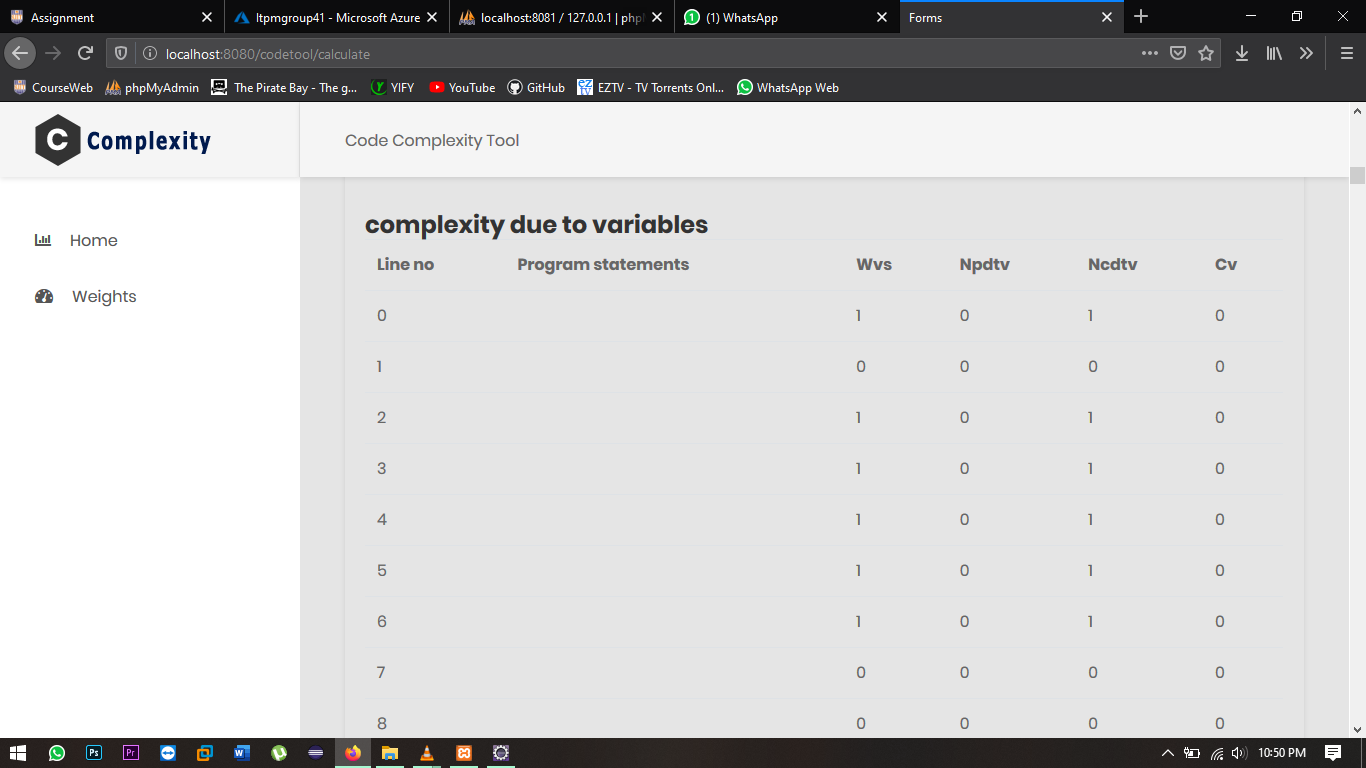 Assignment
Itpmgroup41 - Microsoft Azure
localhost:8081 / 127.0.0.1 | php
(1) WhatsApp
Forms
localhost:8080/codetool/calculate
CourseWeb
phpMyAdmin
The Pirate Bay - The g...
YIFY
YouTube
GitHub
EZTV - TV Torrents Onl...
WhatsApp Web
C Complexity
Code Complexity Tool
Home
Weights
complexity due to variables
Line no Program statements Wvs Npdtv Ncdtv Cv
0 1 0 1 0
1 0 0 0 0
2 1 0 1 0
3 1 0 1 0
4 1 0 1 0
5 1 0 1 0
6 1 0 1 0
7 0 0 0 0
8 0 0 0 0
10:50 PM